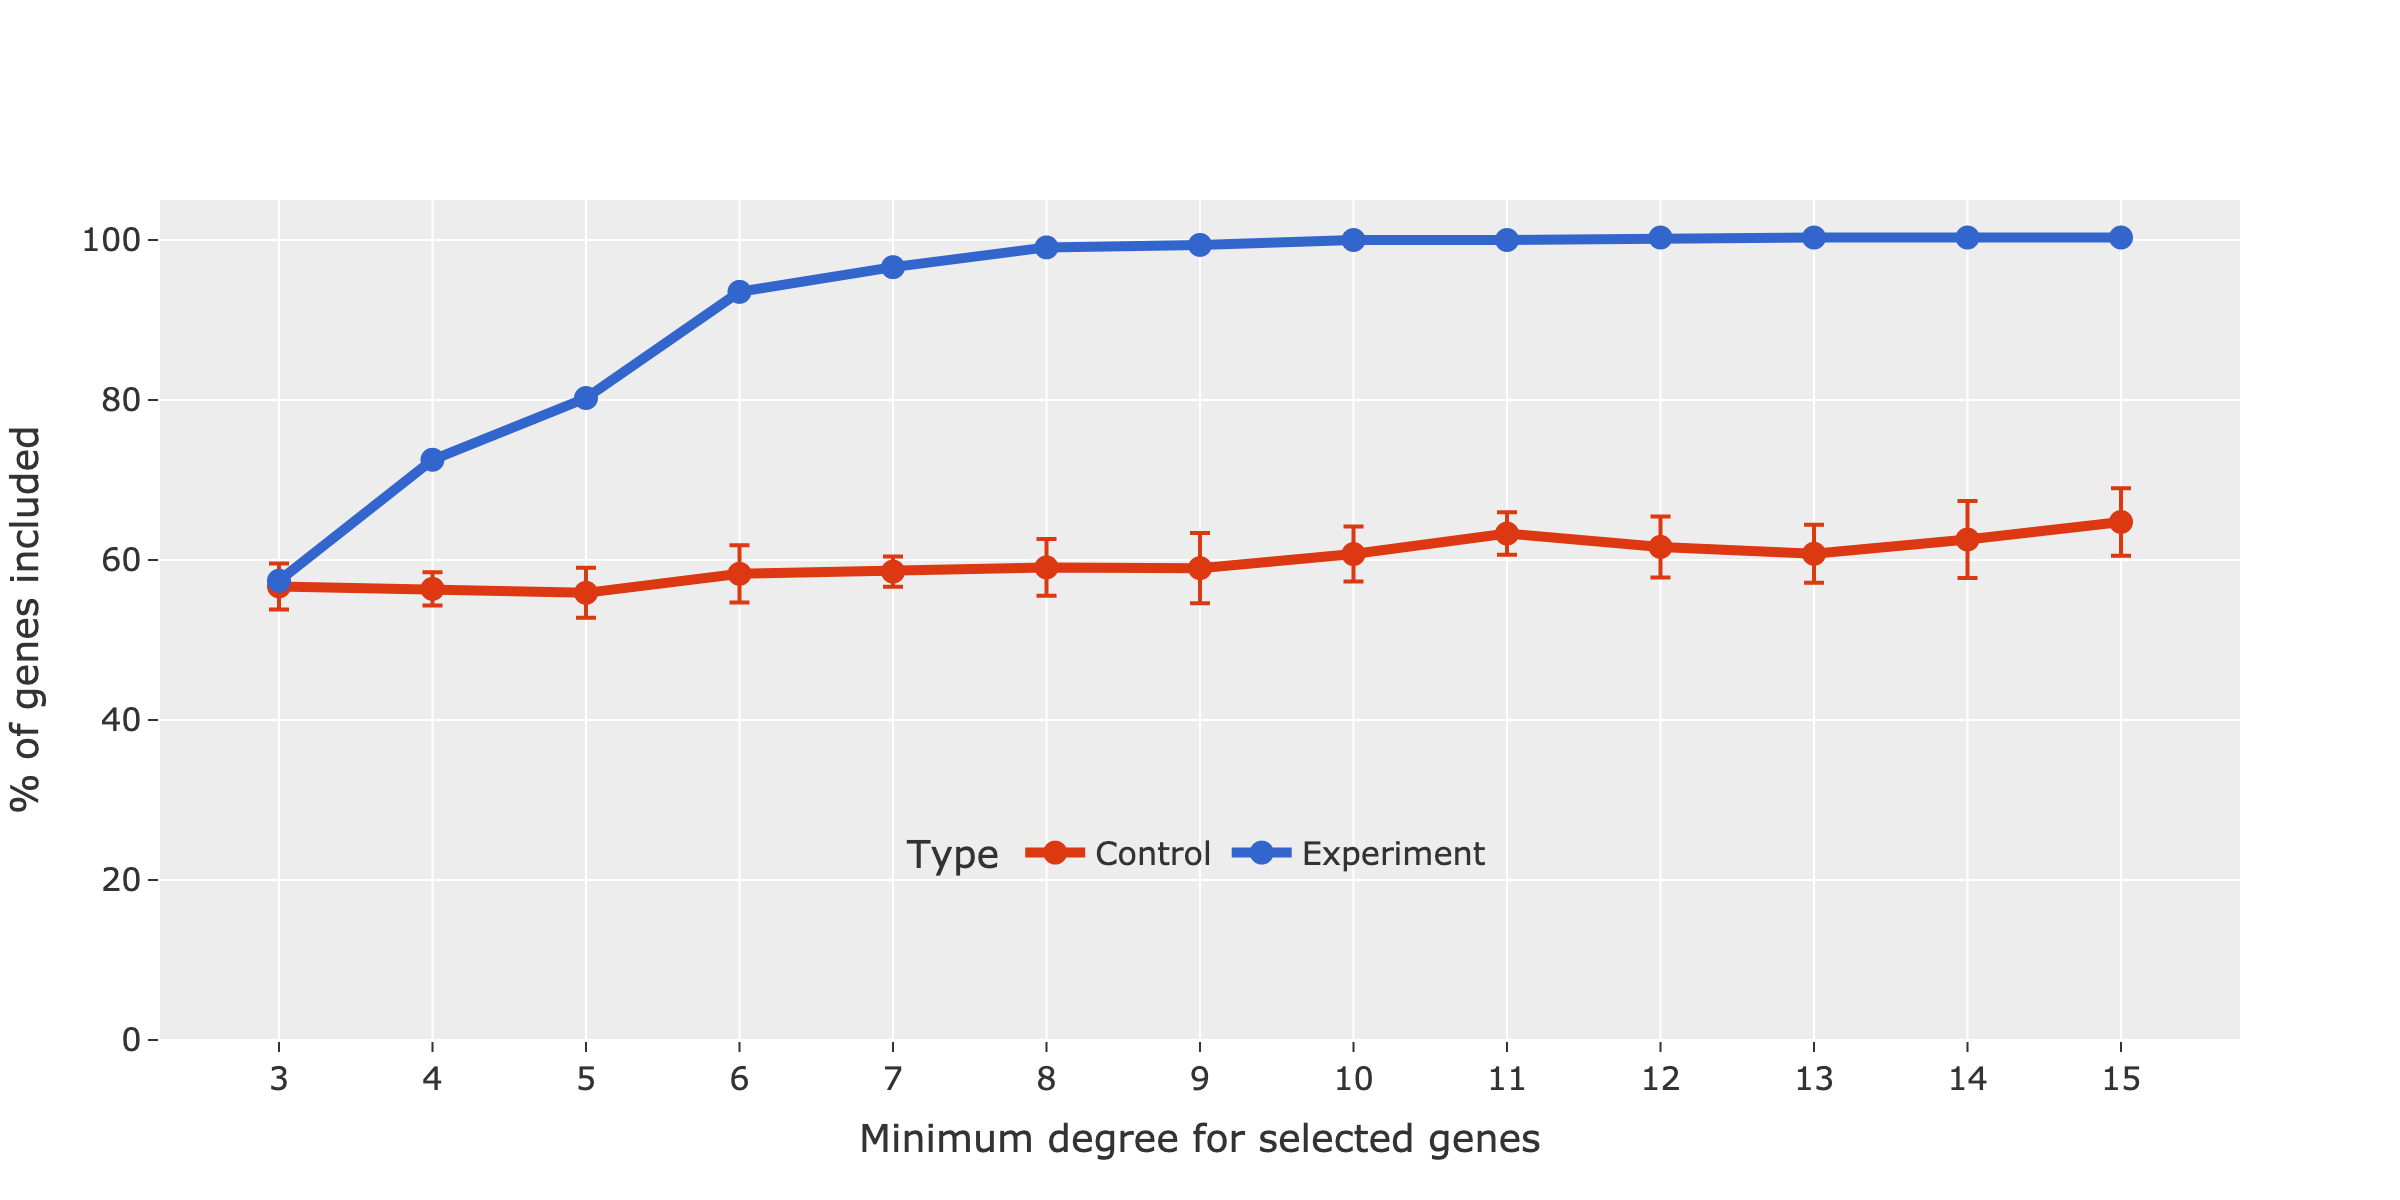 % of genes included
100
80
60
40
20
0
Type Control Experiment
3 4 5 6 7 8 9 10 11 12 13 14 15
Minimum degree for selected genes